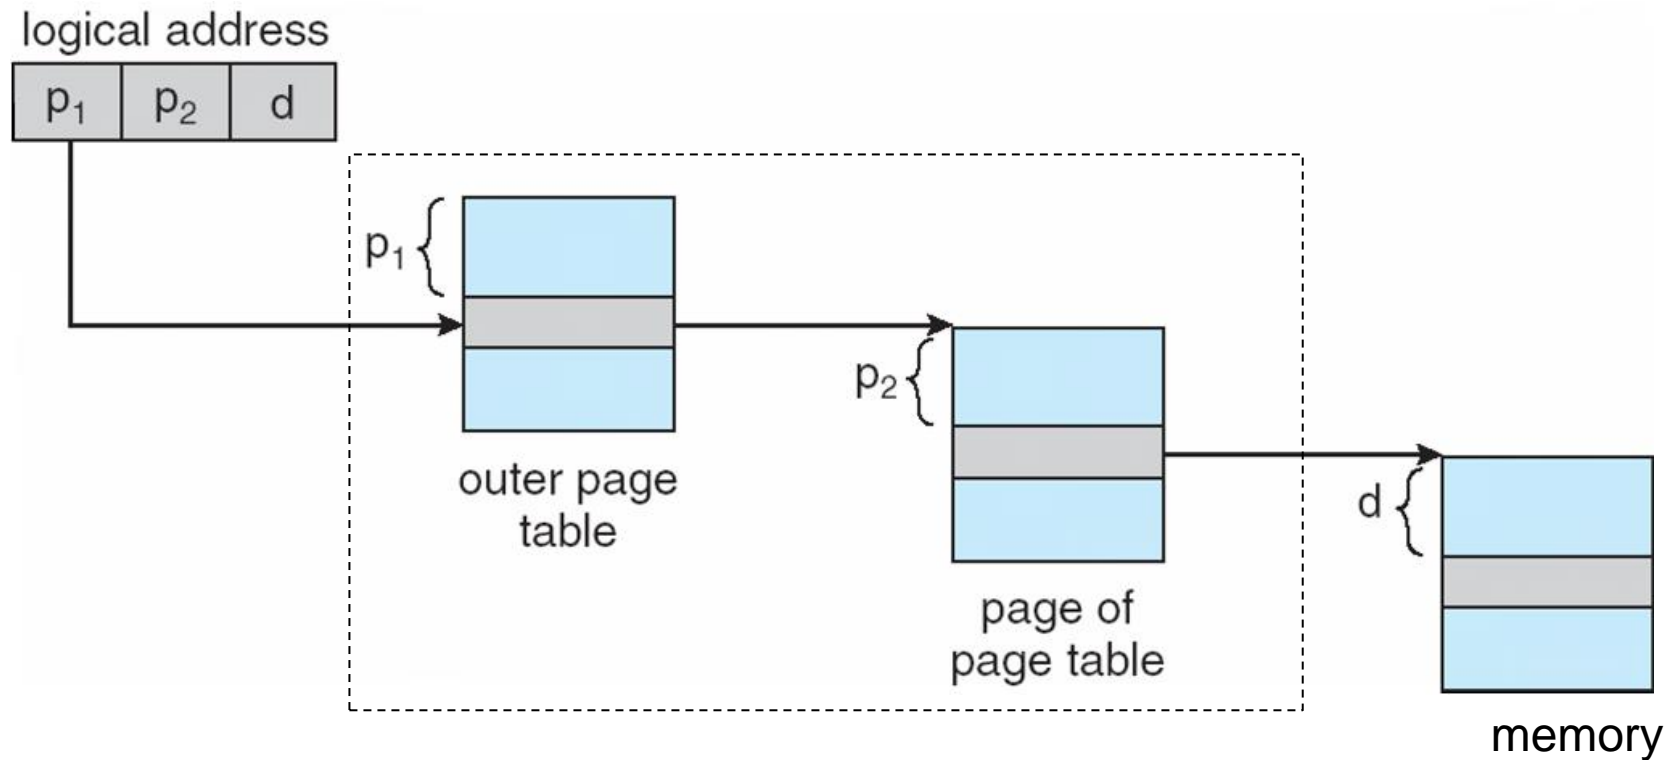 logical address
p₁ p₂ d
p₁
p₂
outer page
table
d
page of
page table
memory